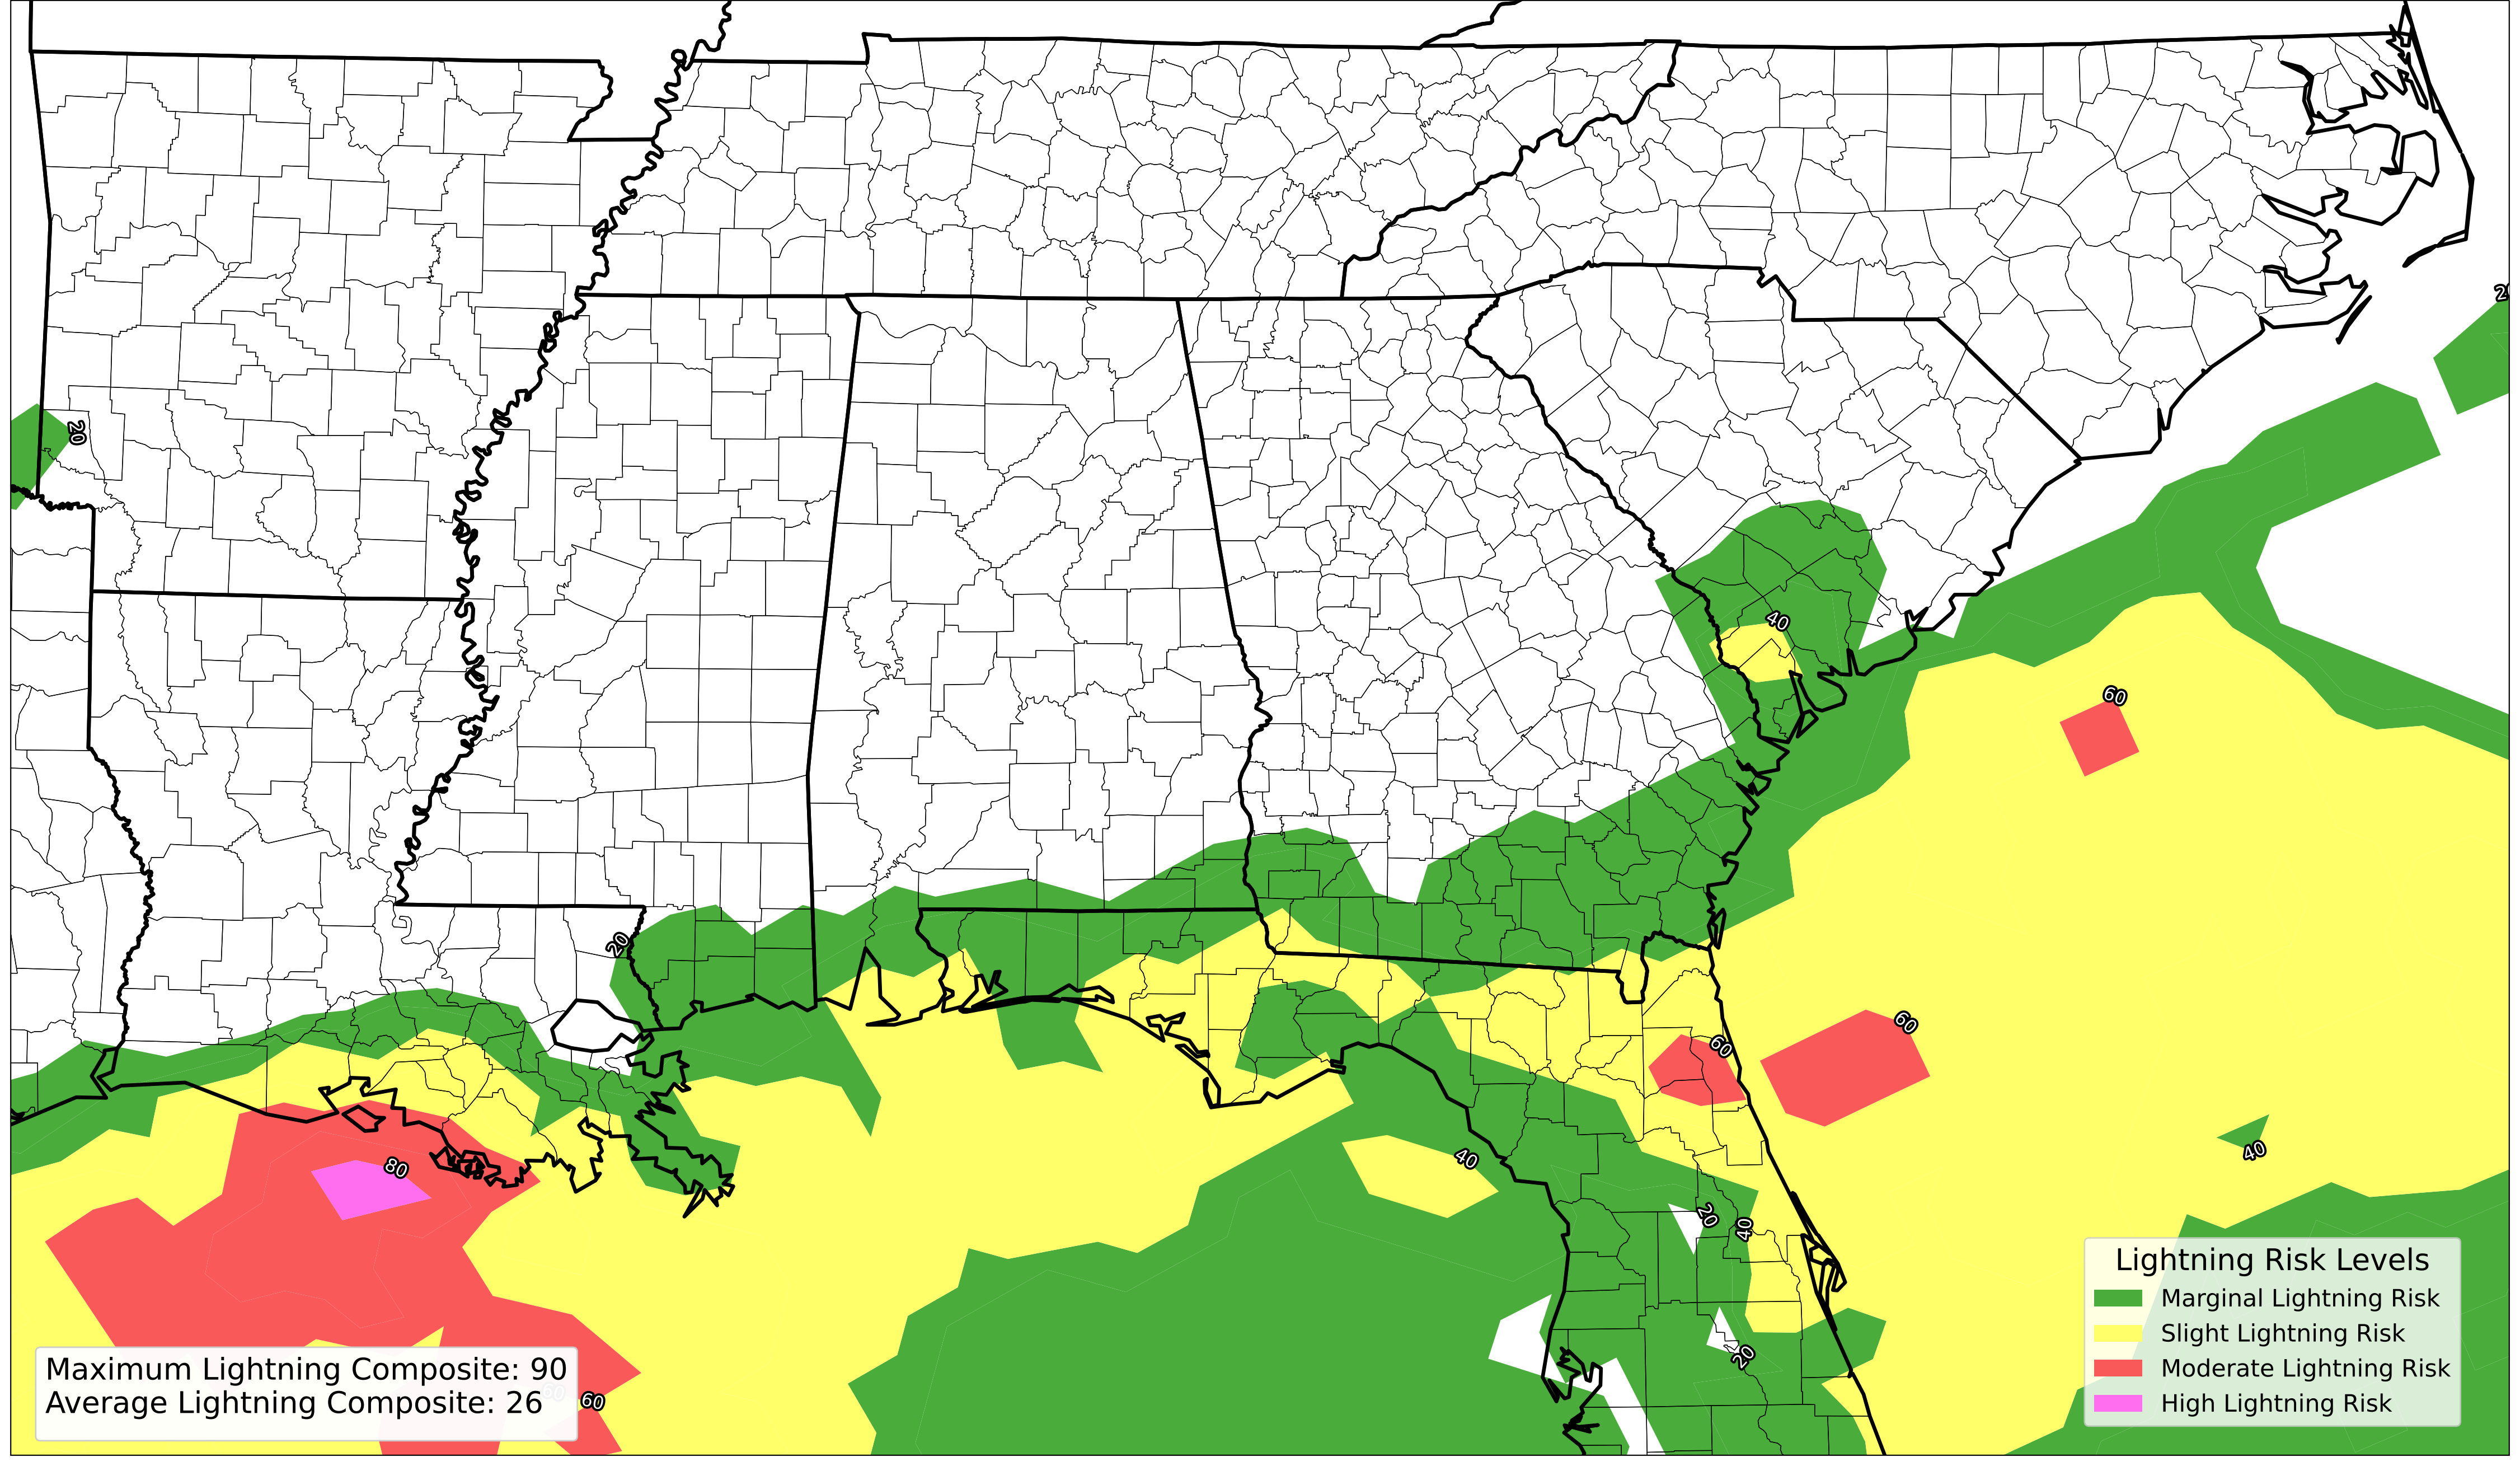 20
20
40
60
20
60
60
40
40
80
20
40
20
60
Lightning Risk Levels
Marginal Lightning Risk
Slight Lightning Risk
Moderate Lightning Risk
High Lightning Risk
Maximum Lightning Composite: 90
Average Lightning Composite: 26